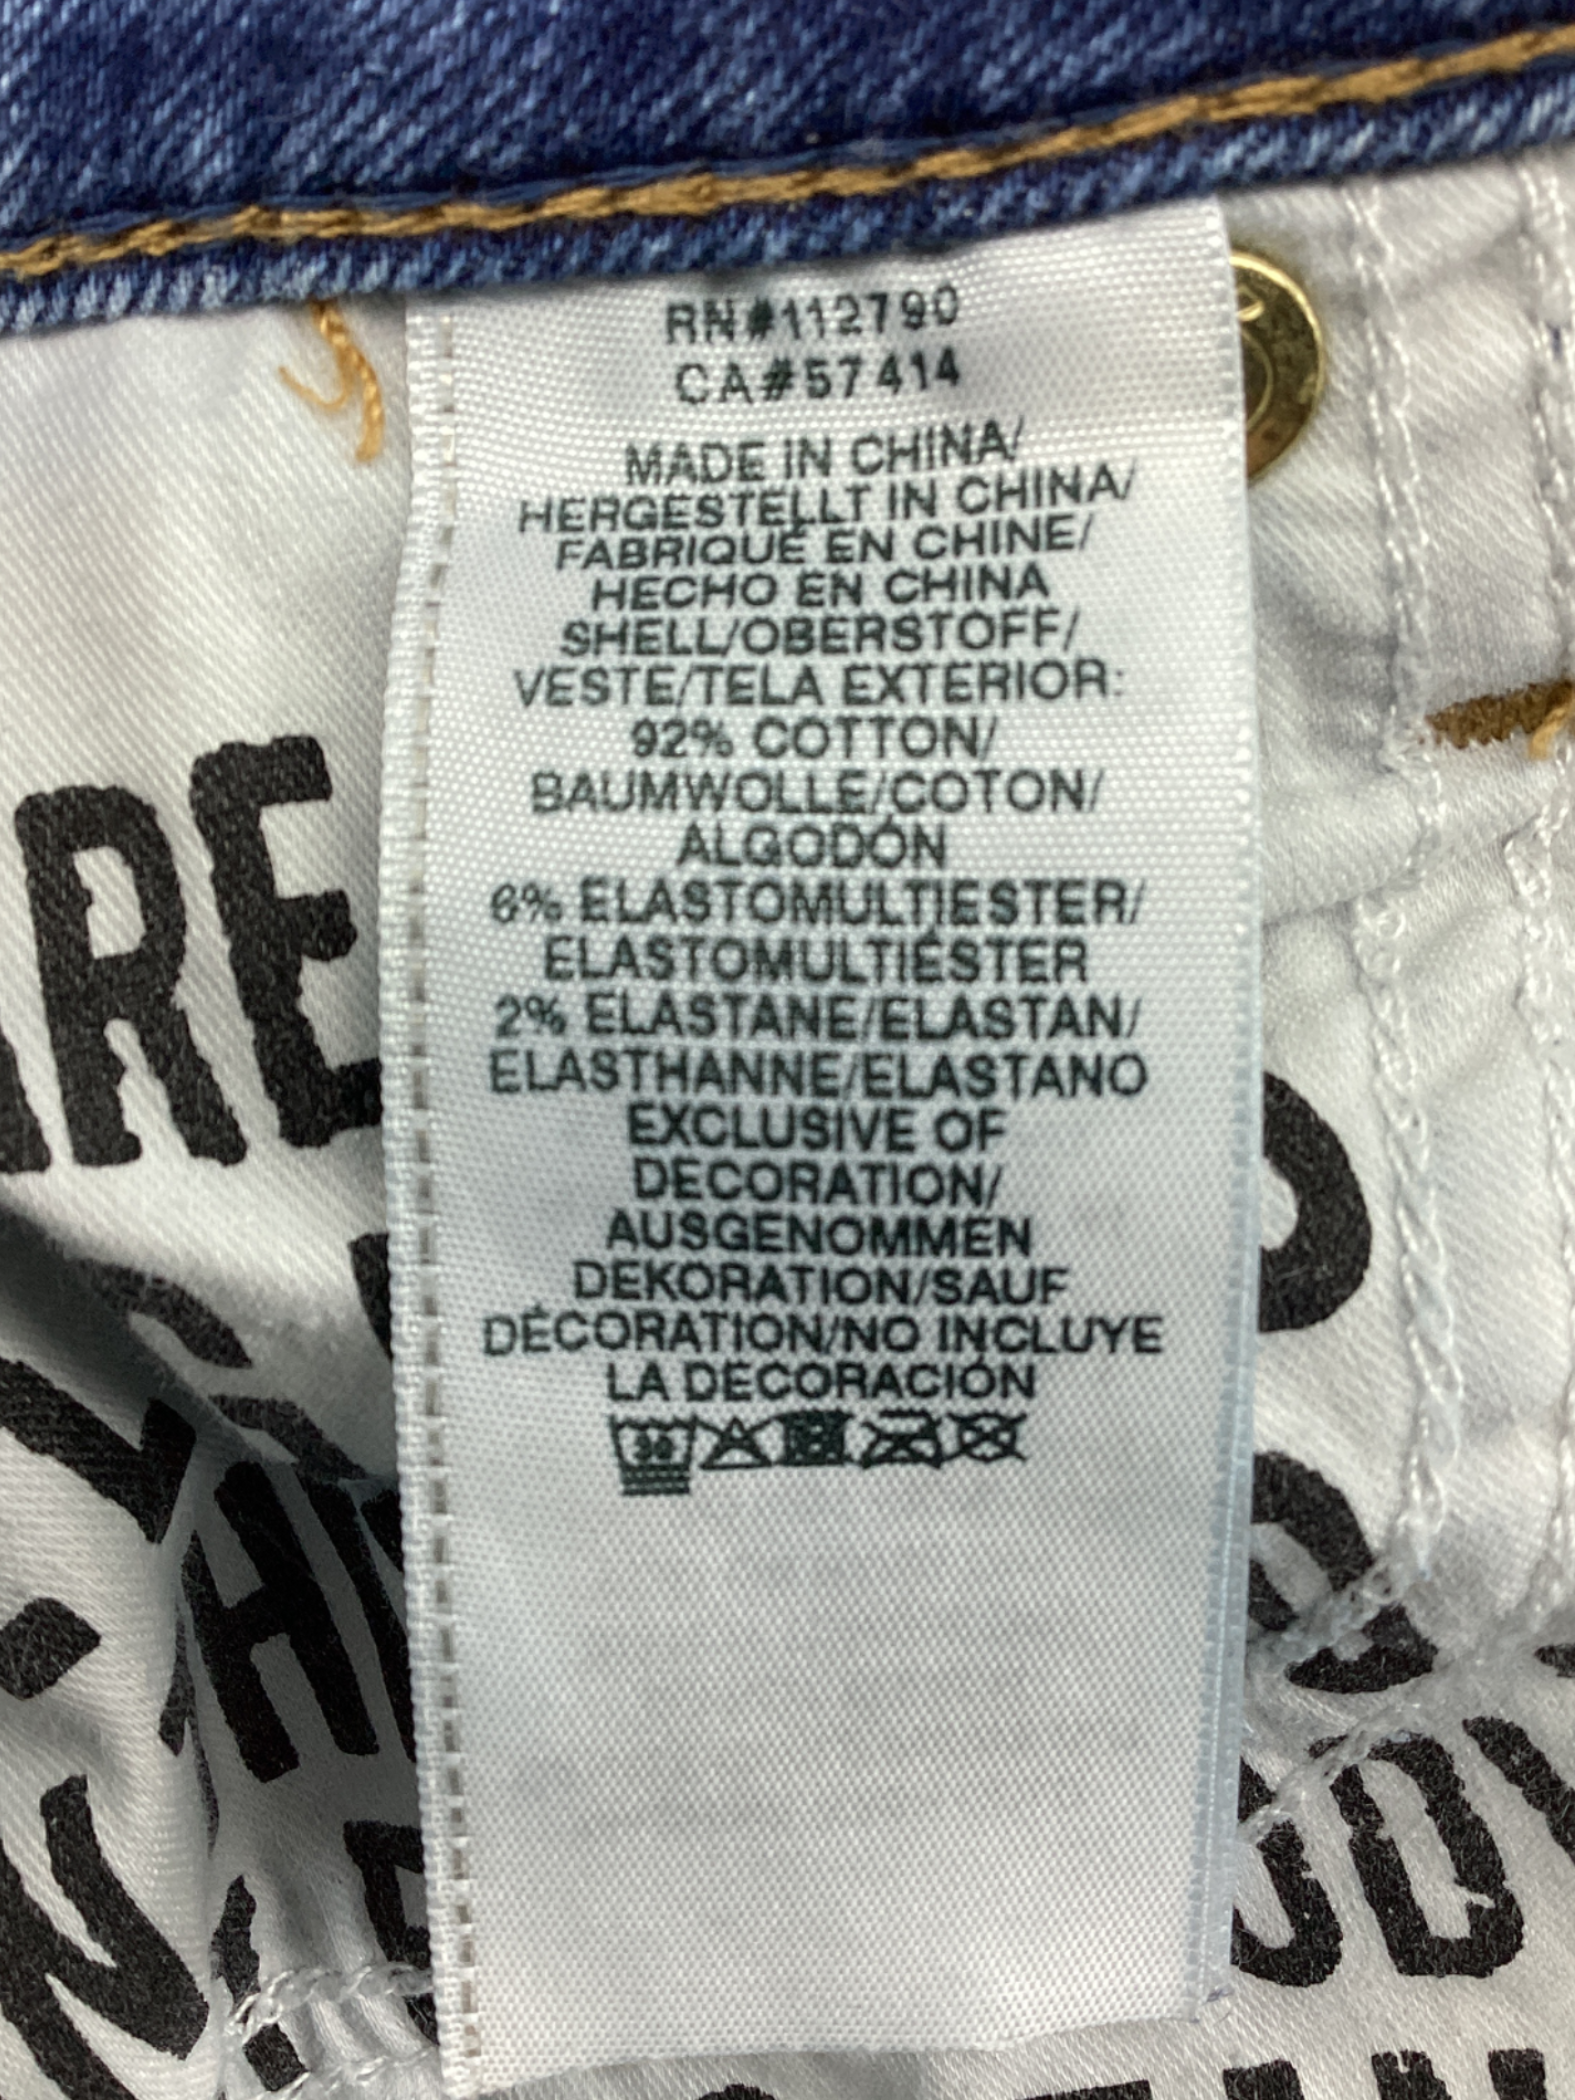 RN#112790
CA#57414
MADE IN CHINA/
HERGESTELLT IN CHINA/
FABRIQUÉ EN CHINE/
HECHO EN CHINA
SHELL/OBERSTOFF/
VESTE/TELA EXTERIOR:
92% COTTON/
BAUMWOLLE/COTON/
ALGODÓN
6% ELASTOMULTIESTER/
ELASTOMULTIÉSTER
2% ELASTANE/ELASTAN/
ELASTHANNE/ELASTANO
EXCLUSIVE OF
DECORATION/
AUSGENOMMEN
DEKORATION/SAUF
DÉCORATION/NO INCLUYE
LA DECORACIÓN
30